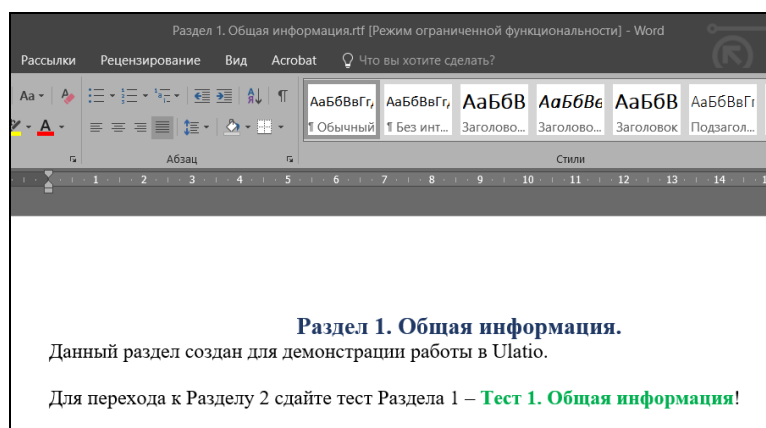 Раздел 1. Общая информация.rtf [Режим ограниченной функциональности] - Word
Рассылки Рецензирование Вид Acrobat Что вы хотите сделать?
Aa АаБбВвГг, АаБбВвГг, АаБбВ АаБбВв АаБбВ АаБбВвГг
¶ Обычный ¶ Без инт... Заголово... Заголово... Заголовок Подзагол...
Абзац Стили
1 2 3 4 5 6 7 8 9 10 11 12 13 14
Раздел 1. Общая информация.
Данный раздел создан для демонстрации работы в Ulatio.
Для перехода к Разделу 2 сдайте тест Раздела 1 – Тест 1. Общая информация!